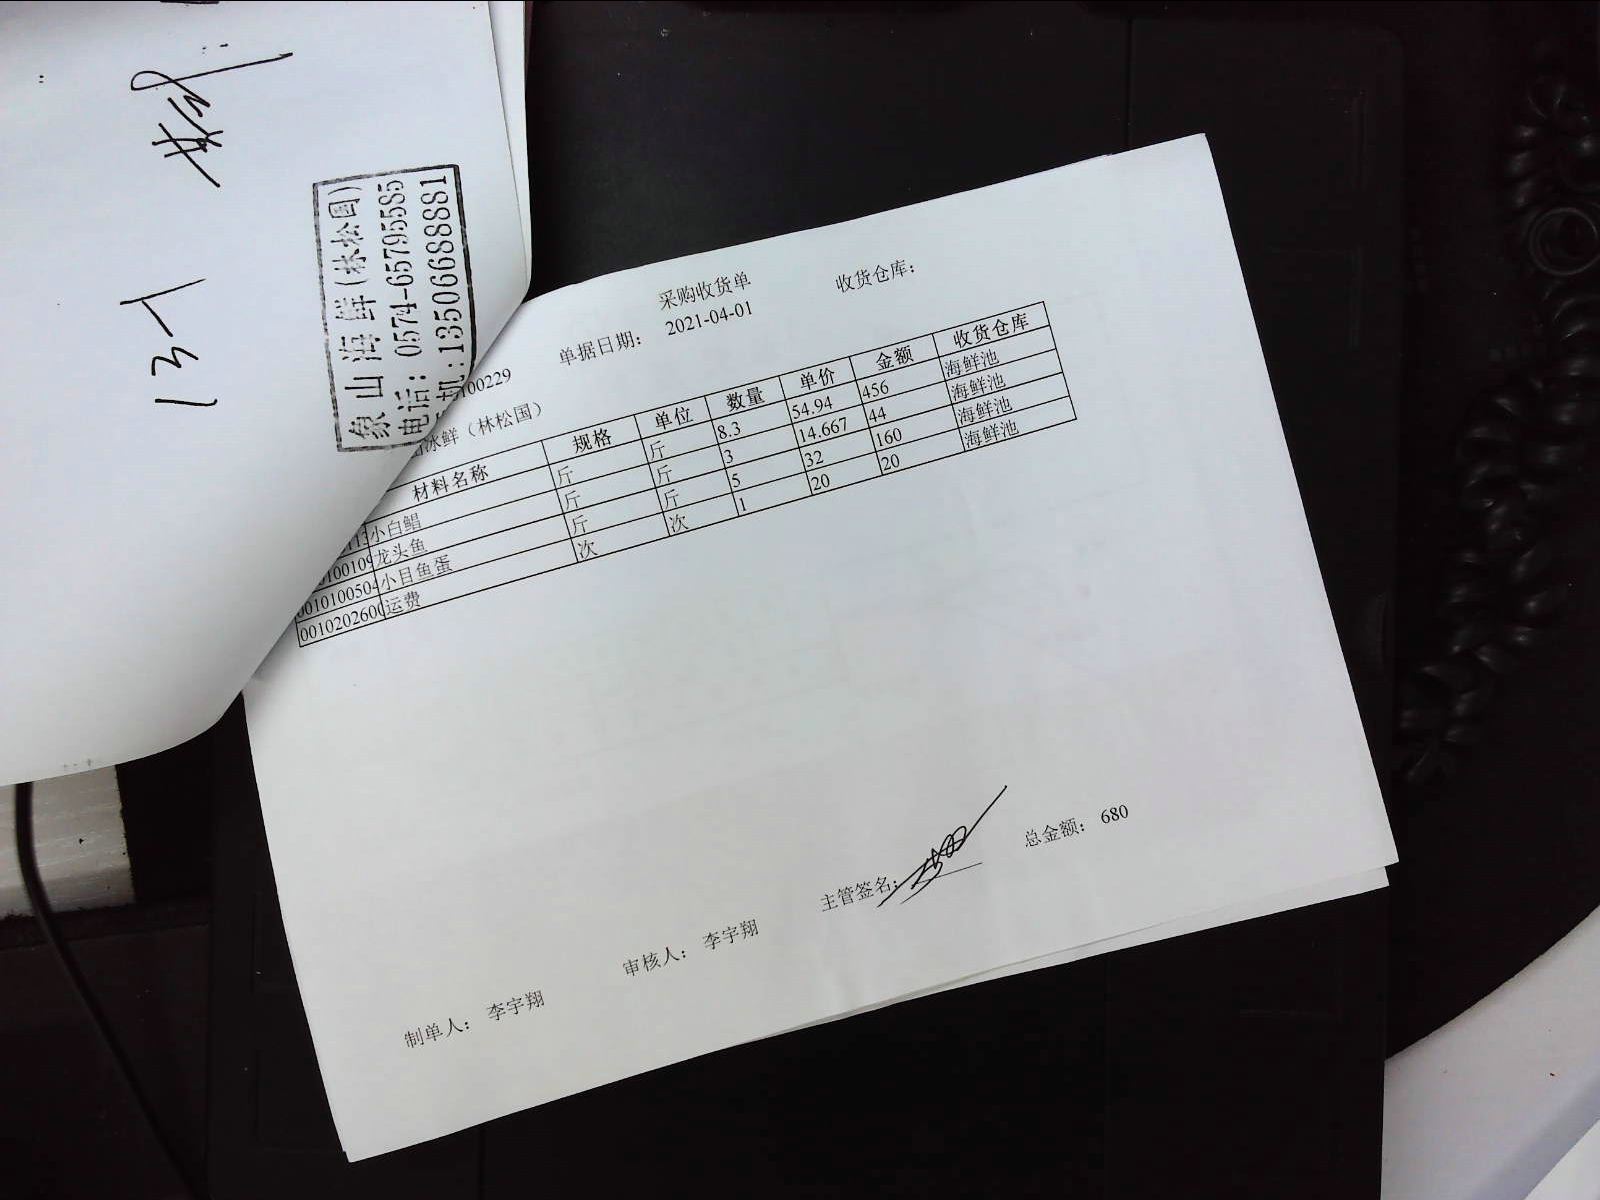 13个
象山海鲜(林松国)
电话: 0574-65795585
机:13506688881
采购收货单
收货仓库:
单据日期: 2021-04-01
100229
冰鲜（林松国）
材料名称 规格 单位 数量 单价 金额 收货仓库
小白鲳 斤 斤 8.3 54.94 456 海鲜池
0100109 龙头鱼 斤 斤 3 14.667 44 海鲜池
0010100504 小目鱼蛋 斤 斤 5 32 160 海鲜池
001020260 运费 次 次 1 20 20 海鲜池
制单人: 李宇翔 审核人: 李宇翔 主管签名: 总金额: 680